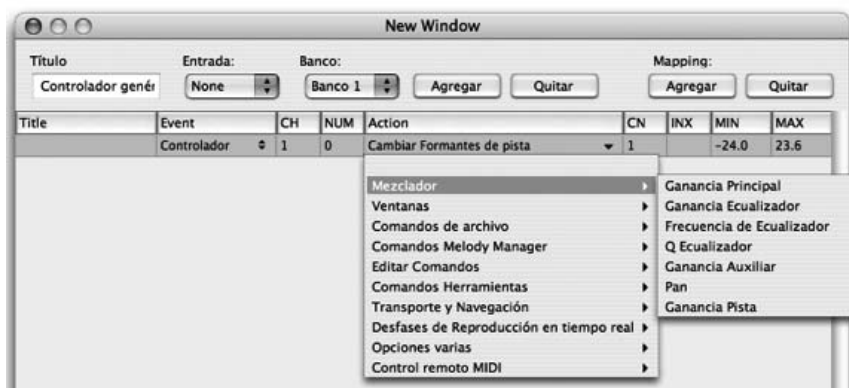 New Window
Título Entrada: Banco: Mapping:
Controlador genér None Banco 1 Agregar Quitar Agregar Quitar
Title Event CH NUM Action CN INX MIN MAX
Controlador 1 0 Cambiar Formantes de pista 1 -24.0 23.6
Mezclador Ganancia Principal
Ventanas Ganancia Ecualizador
Comandos de archivo Frecuencia de Ecualizador
Comandos Melody Manager Q Ecualizador
Editar Comandos Ganancia Auxiliar
Comandos Herramientas Pan
Transporte y Navegación Ganancia Pista
Desfases de Reproducción en tiempo real
Opciones varias
Control remoto MIDI